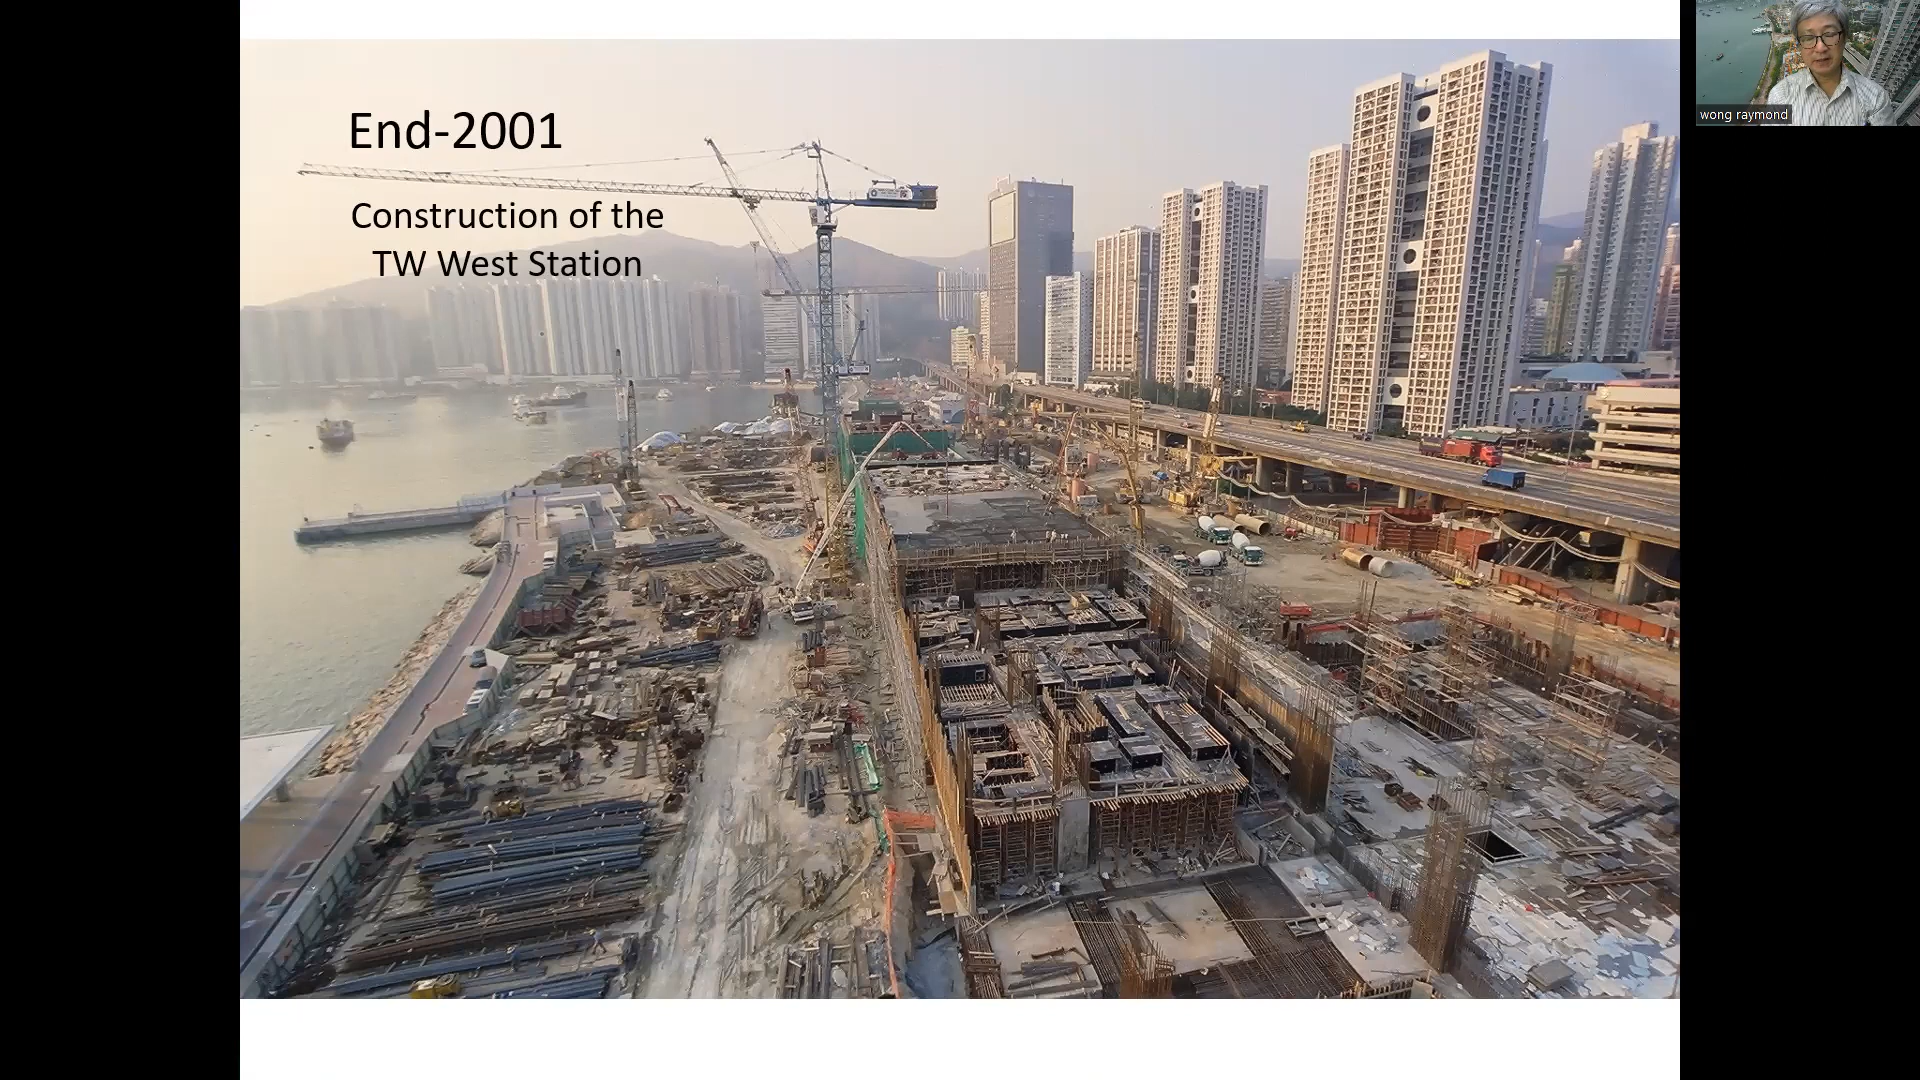 End-2001
Construction of the
TW West Station
wong raymond